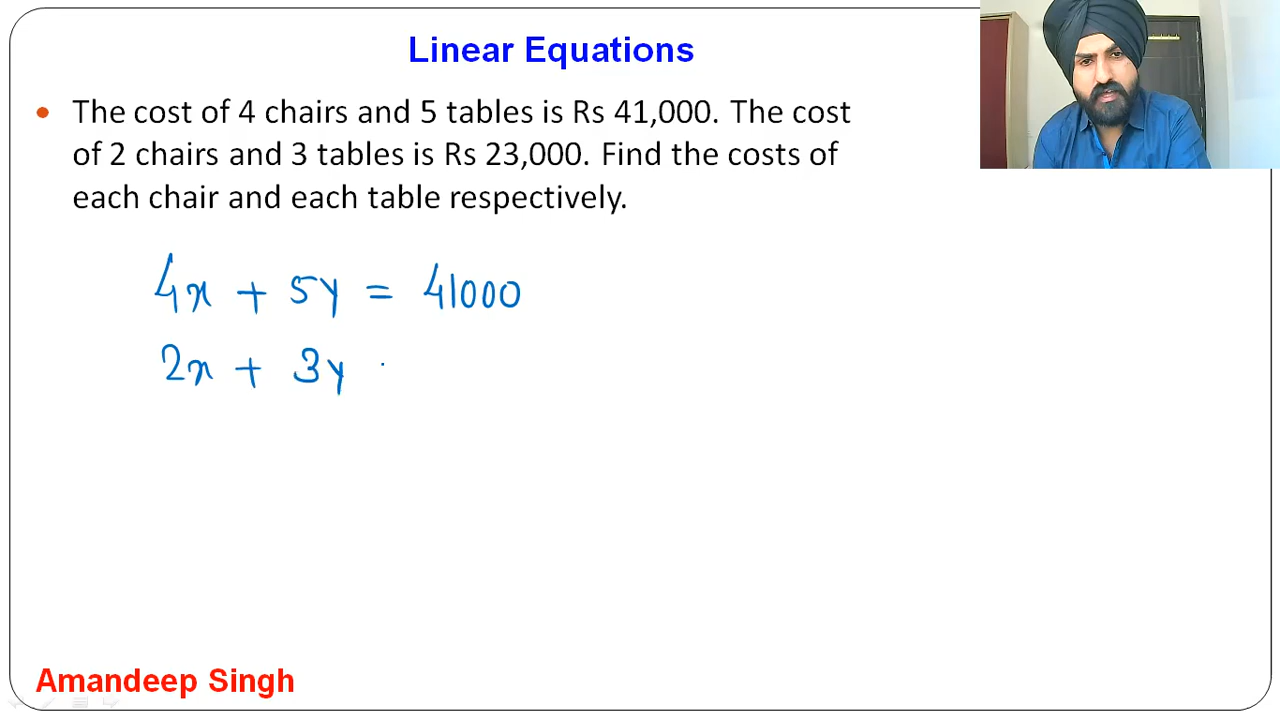 Linear Equations
• The cost of 4 chairs and 5 tables is Rs 41,000. The cost
of 2 chairs and 3 tables is Rs 23,000. Find the costs of
each chair and each table respectively.
4x + 5y = 41000
2x + 3y
Amandeep Singh